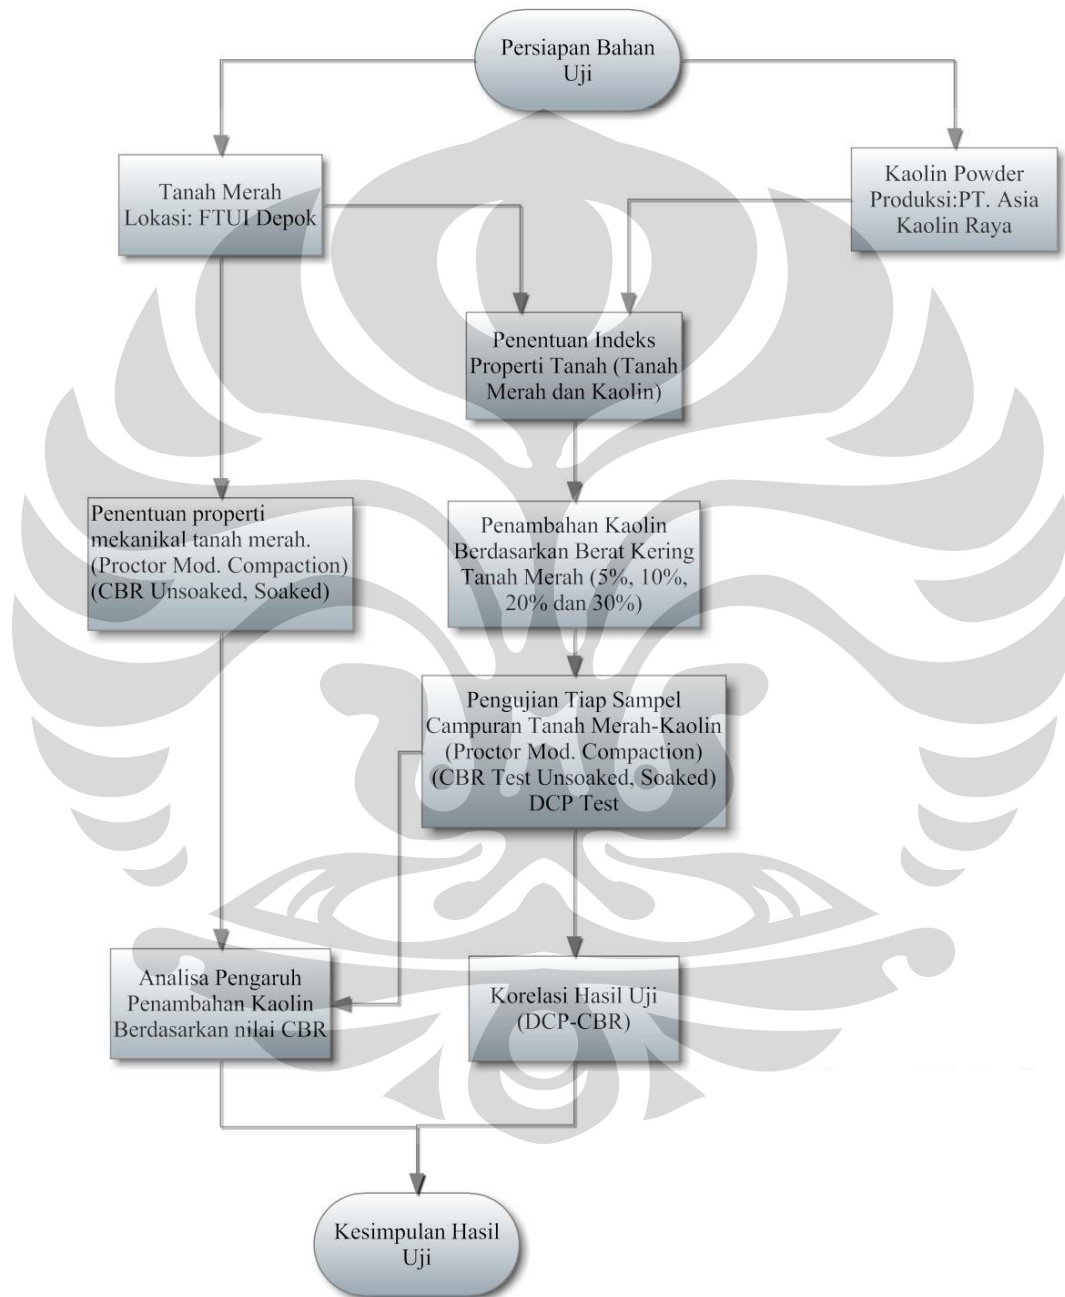 Persiapan Bahan
Uji
Tanah Merah
Lokasi: FTUI Depok
Kaolin Powder
Produksi:PT. Asia
Kaolin Raya
Penentuan Indeks
Properti Tanah (Tanah
Merah dan Kaolin)
Penentuan properti
mekanikal tanah merah.
(Proctor Mod. Compaction)
(CBR Unsoaked, Soaked)
Penambahan Kaolin
Berdasarkan Berat Kering
Tanah Merah (5%, 10%,
20% dan 30%)
Pengujian Tiap Sampel
Campuran Tanah Merah-Kaolin
(Proctor Mod. Compaction)
(CBR Test Unsoaked, Soaked)
DCP Test
Analisa Pengaruh
Penambahan Kaolin
Berdasarkan nilai CBR
Korelasi Hasil Uji
(DCP-CBR)
Kesimpulan Hasil
Uji